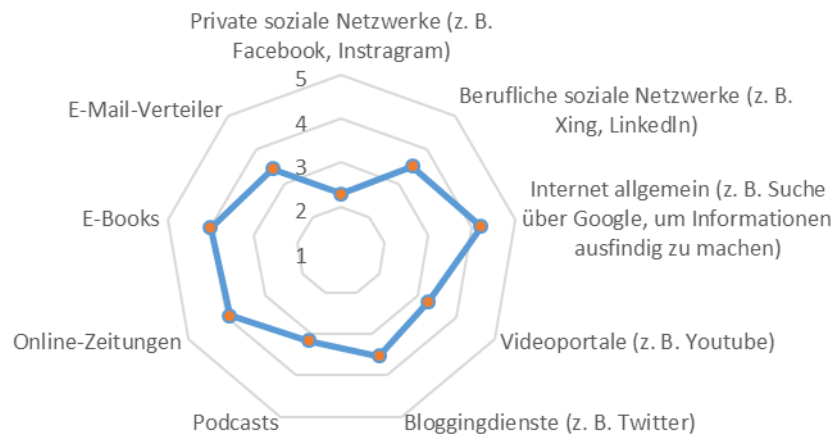 Private soziale Netzwerke (z. B.
Facebook, Instragram)
5
4
3
2
1
Berufliche soziale Netzwerke (z. B.
Xing, LinkedIn)
Internet allgemein (z. B. Suche
über Google, um Informationen
ausfindig zu machen)
Videoportale (z. B. Youtube)
Bloggingdienste (z. B. Twitter)
Podcasts
Online-Zeitungen
E-Books
E-Mail-Verteiler